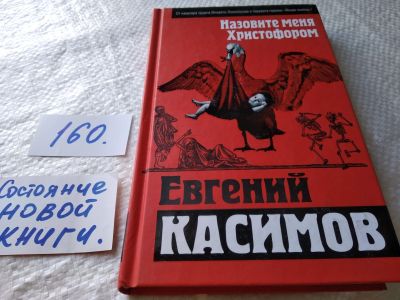 Назовите меня
Христофором
160.
Состояние
новой
книги.
Евгений
КАСИМОВ